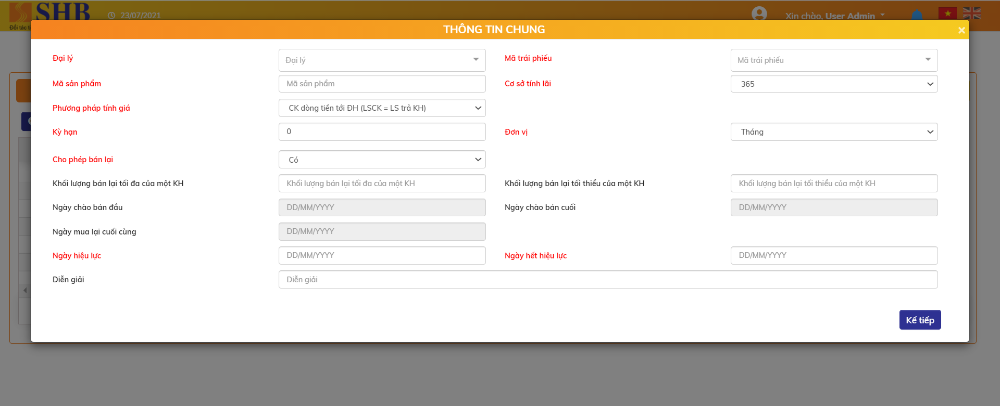 SHB
23/07/2021
Xin chào, User Admin
Đối tác
THÔNG TIN CHUNG
×
Đại lý
Đại lý
Mã trái phiếu
Mã trái phiếu
Mã sản phẩm
Mã sản phẩm
Cơ sở tính lãi
365
Phương pháp tính giá
CK dòng tiền tới ĐH (LSCK = LS trả KH)
Kỳ hạn
0
Đơn vị
Tháng
Cho phép bán lại
Có
Khối lượng bán lại tối đa của một KH
Khối lượng bán lại tối đa của một KH
Khối lượng bán lại tối thiểu của một KH
Khối lượng bán lại tối thiểu của một KH
Ngày chào bán đầu
DD/MM/YYYY
Ngày chào bán cuối
DD/MM/YYYY
Ngày mua lại cuối cùng
DD/MM/YYYY
Ngày hiệu lực
DD/MM/YYYY
Ngày hết hiệu lực
DD/MM/YYYY
Diễn giải
Diễn giải
Kế tiếp